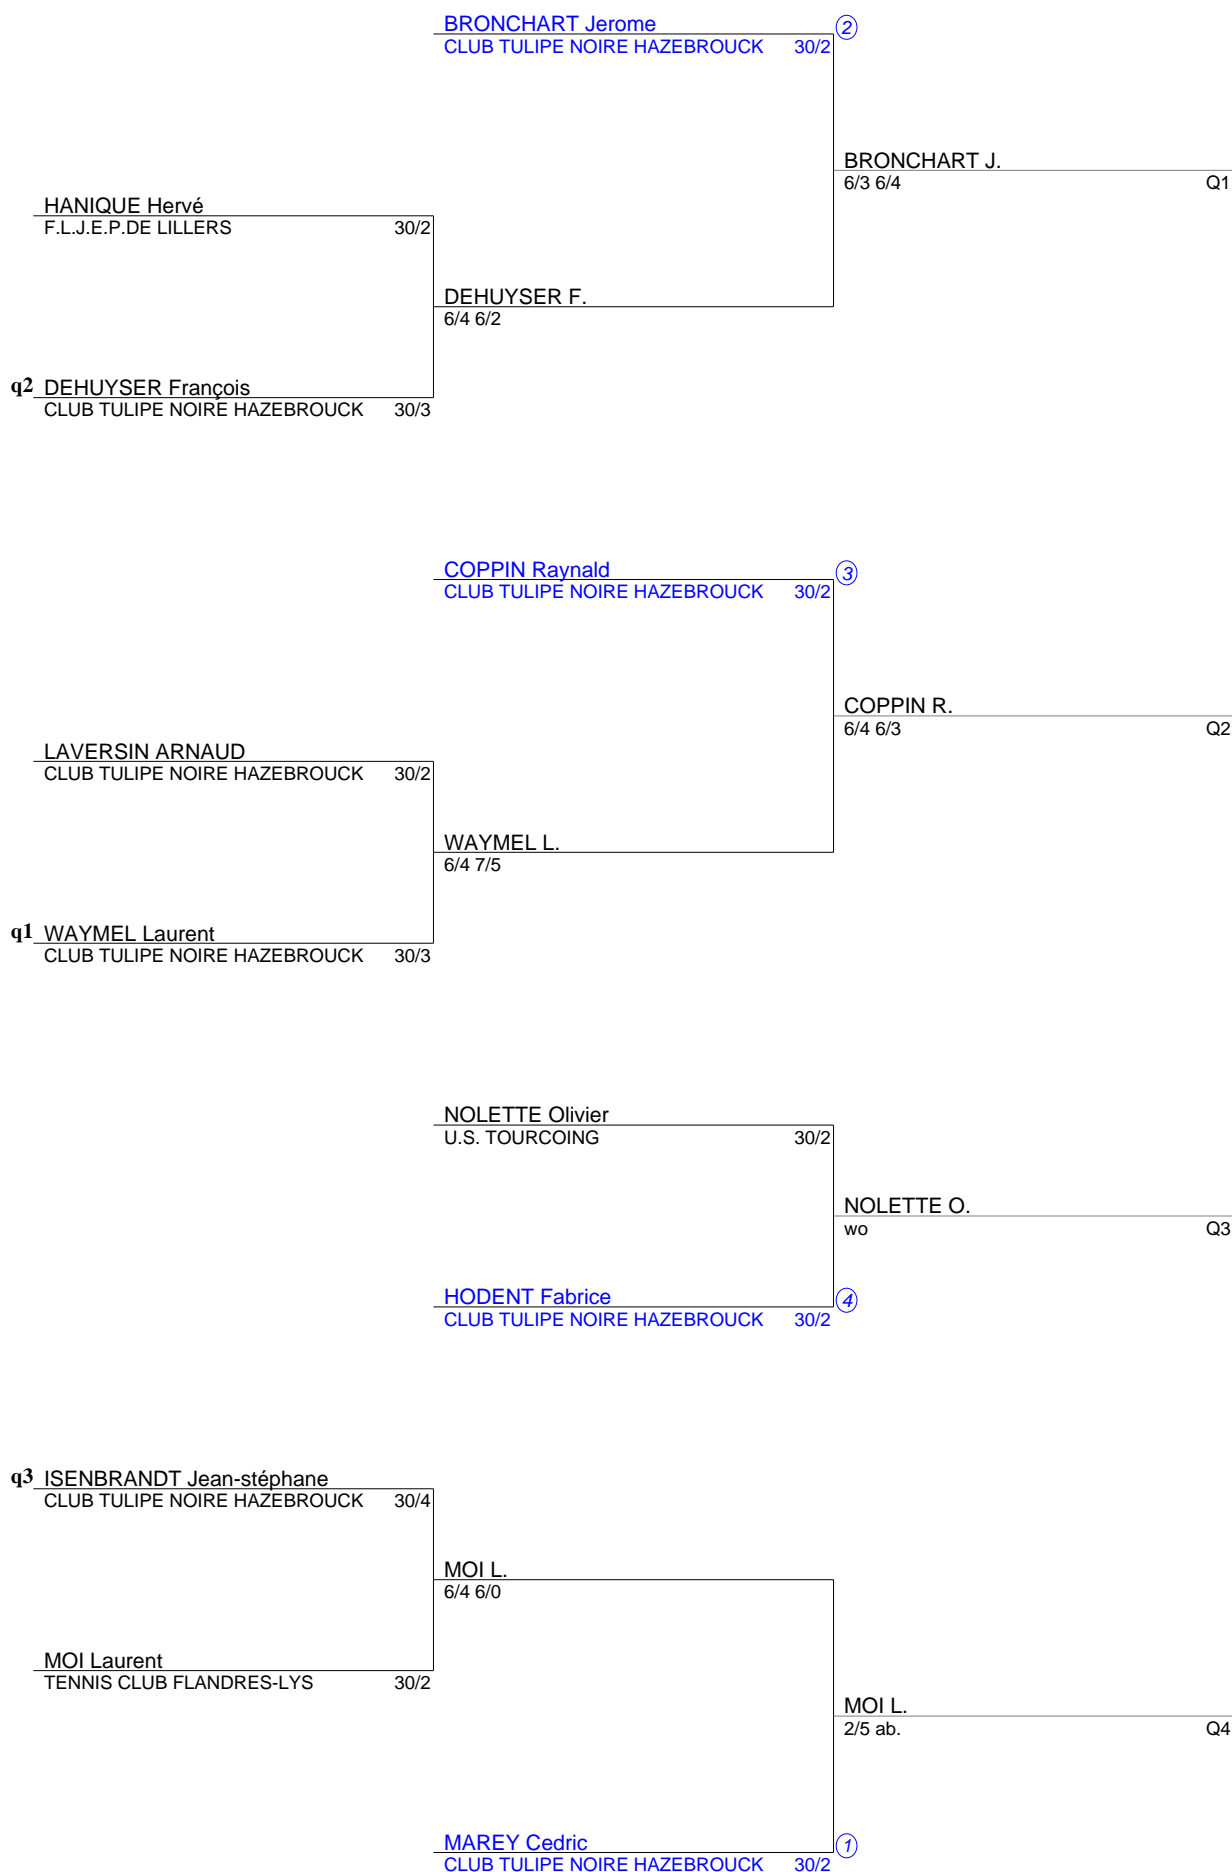 BRONCHART Jerome 2
CLUB TULIPE NOIRE HAZEBROUCK 30/2
BRONCHART J.
6/3 6/4 Q1
HANIQUE Hervé
F.L.J.E.P.DE LILLERS 30/2
DEHUYSER F.
6/4 6/2
q2 DEHUYSER François
CLUB TULIPE NOIRE HAZEBROUCK 30/3
COPPIN Raynald 3
CLUB TULIPE NOIRE HAZEBROUCK 30/2
COPPIN R.
6/4 6/3 Q2
LAVERSIN ARNAUD
CLUB TULIPE NOIRE HAZEBROUCK 30/2
WAYMEL L.
6/4 7/5
q1 WAYMEL Laurent
CLUB TULIPE NOIRE HAZEBROUCK 30/3
NOLETTE Olivier
U.S. TOURCOING 30/2
NOLETTE O.
wo Q3
HODENT Fabrice 4
CLUB TULIPE NOIRE HAZEBROUCK 30/2
q3 ISENBRANDT Jean-stéphane
CLUB TULIPE NOIRE HAZEBROUCK 30/4
MOI L.
6/4 6/0
MOI Laurent
TENNIS CLUB FLANDRES-LYS 30/2
MOI L.
2/5 ab. Q4
MAREY Cedric 1
CLUB TULIPE NOIRE HAZEBROUCK 30/2